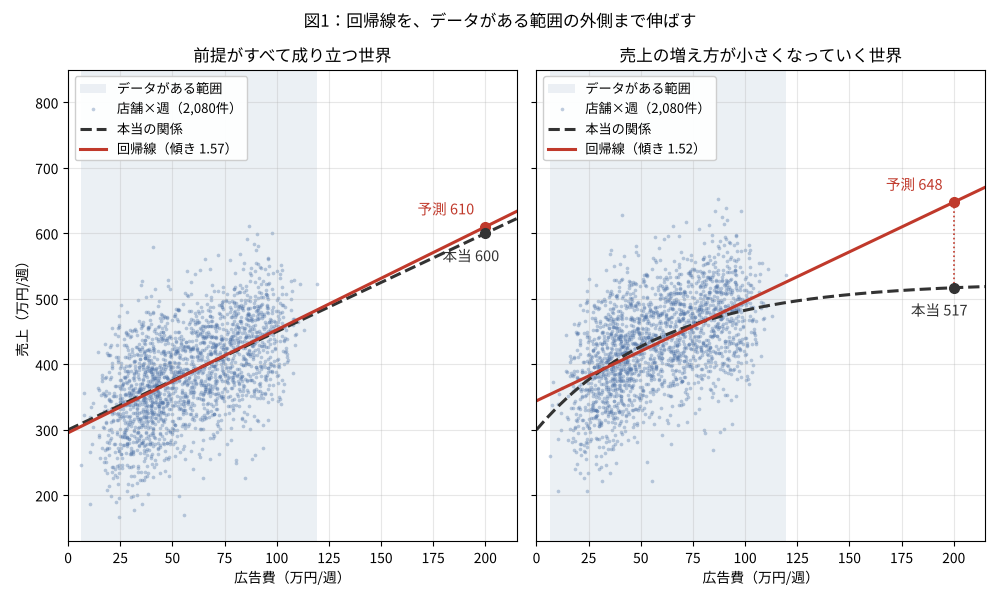 図1：回帰線を、データがある範囲の外側まで伸ばす
前提がすべて成り立つ世界
データがある範囲
店舗×週（2,080件）
本当の関係
回帰線（傾き 1.57）
予測 610
本当 600
800
700
600
500
400
300
200
売上（万円/週）
0 25 50 75 100 125 150 175 200
広告費（万円/週）
売上の増え方が小さくなっていく世界
データがある範囲
店舗×週（2,080件）
本当の関係
回帰線（傾き 1.52）
予測 648
本当 517
0 25 50 75 100 125 150 175 200
広告費（万円/週）